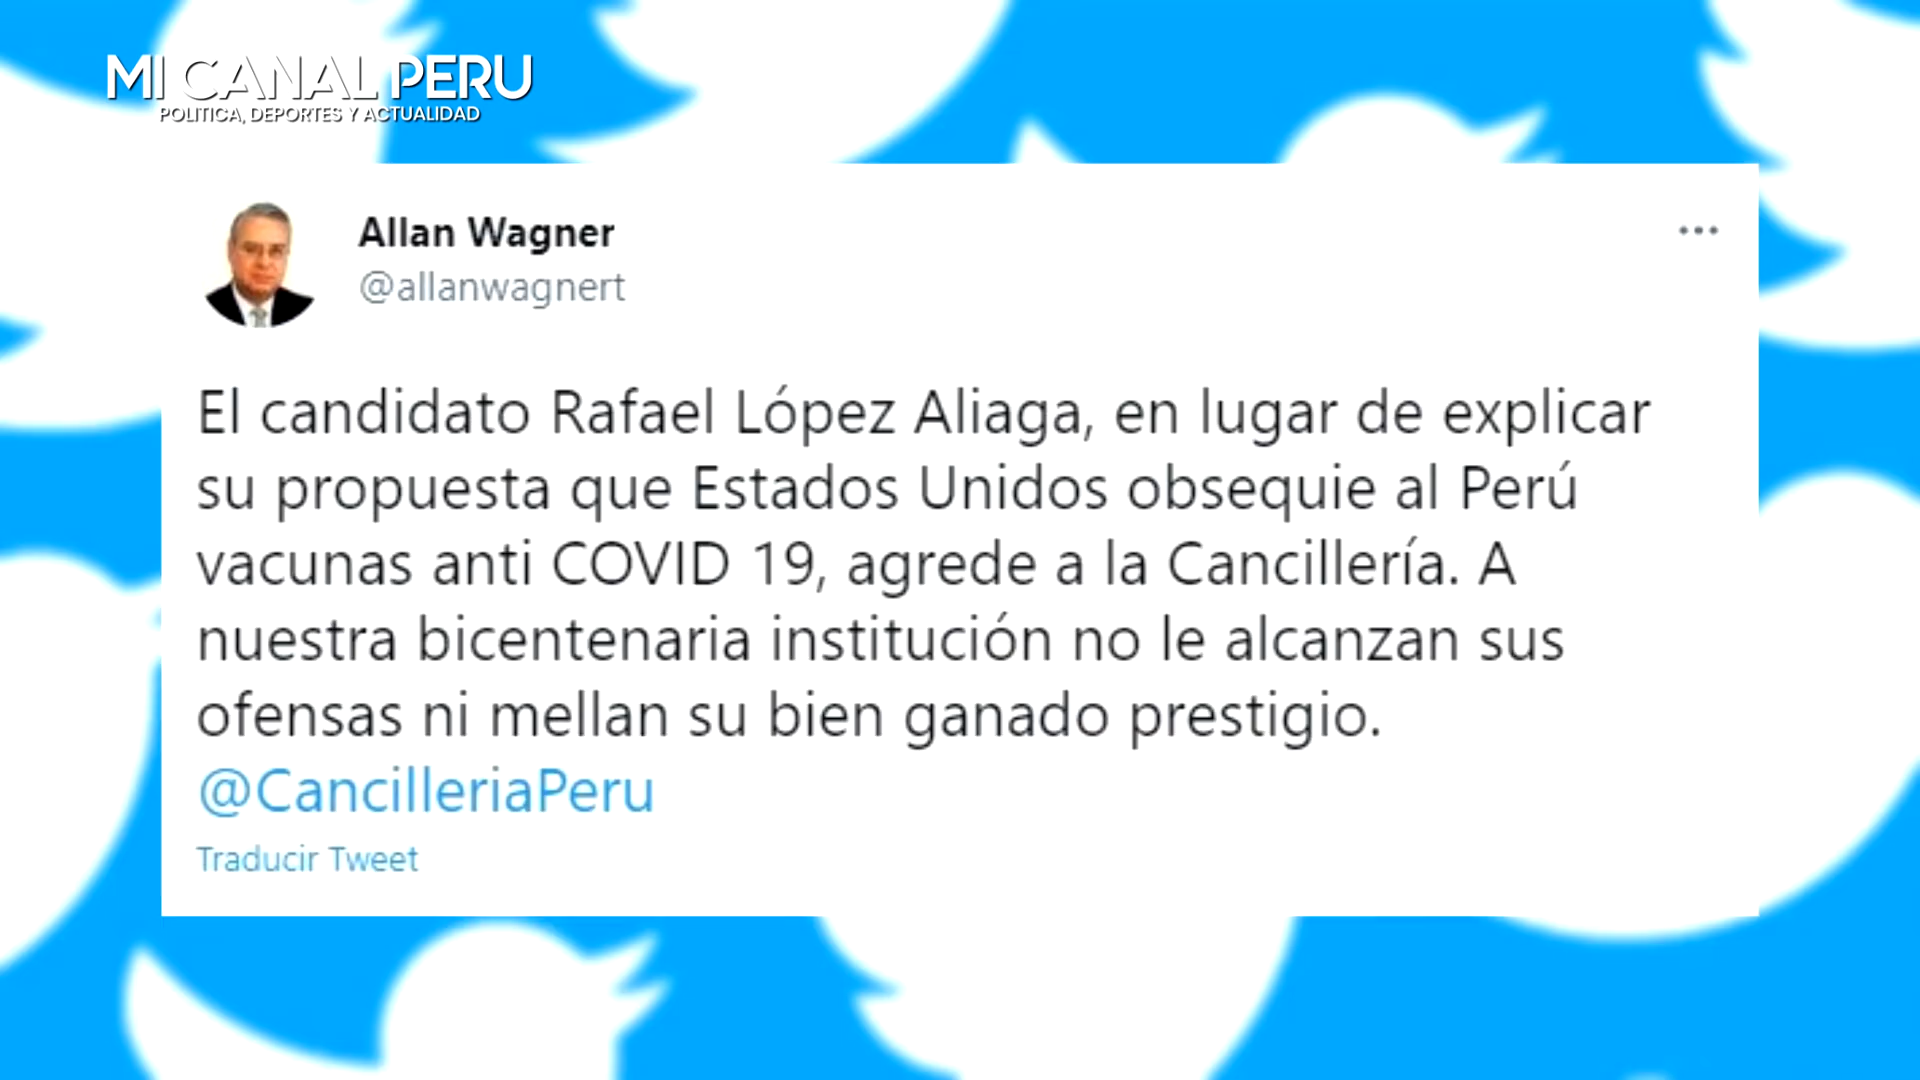 MI CANAL PERU
POLITICA, DEPORTES Y ACTUALIDAD
Allan Wagner
@allanwagnert
El candidato Rafael López Aliaga, en lugar de explicar
su propuesta que Estados Unidos obsequie al Perú
vacunas anti COVID 19, agrede a la Cancillería. A
nuestra bicentenaria institución no le alcanzan sus
ofensas ni mellan su bien ganado prestigio.
@CancilleriaPeru
Traducir Tweet